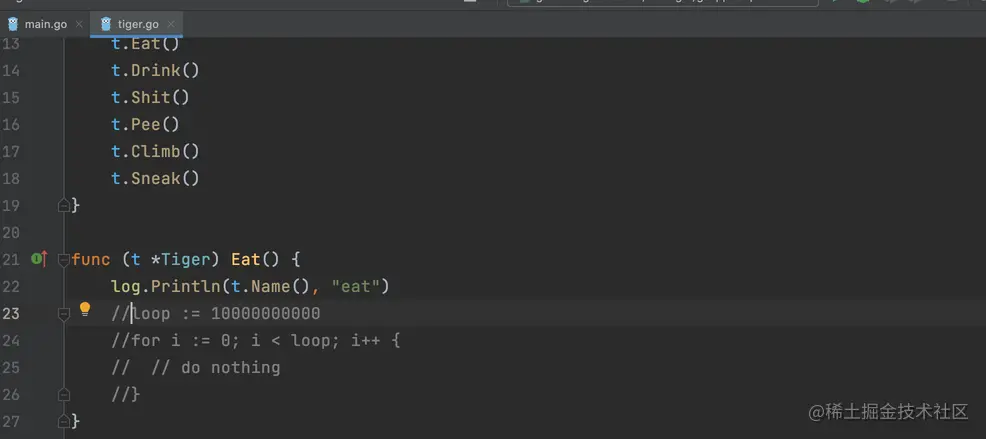 main.go tiger.go
13 t.Eat()
14 t.Drink()
15 t.Shit()
16 t.Pee()
17 t.Climb()
18 t.Sneak()
19 }
20
21 func (t *Tiger) Eat() {
22 log.Println(t.Name(), "eat")
23 //loop := 10000000000
24 //for i := 0; i < loop; i++ {
25 //  // do nothing
26 //}
27 }
@稀土掘金技术社区